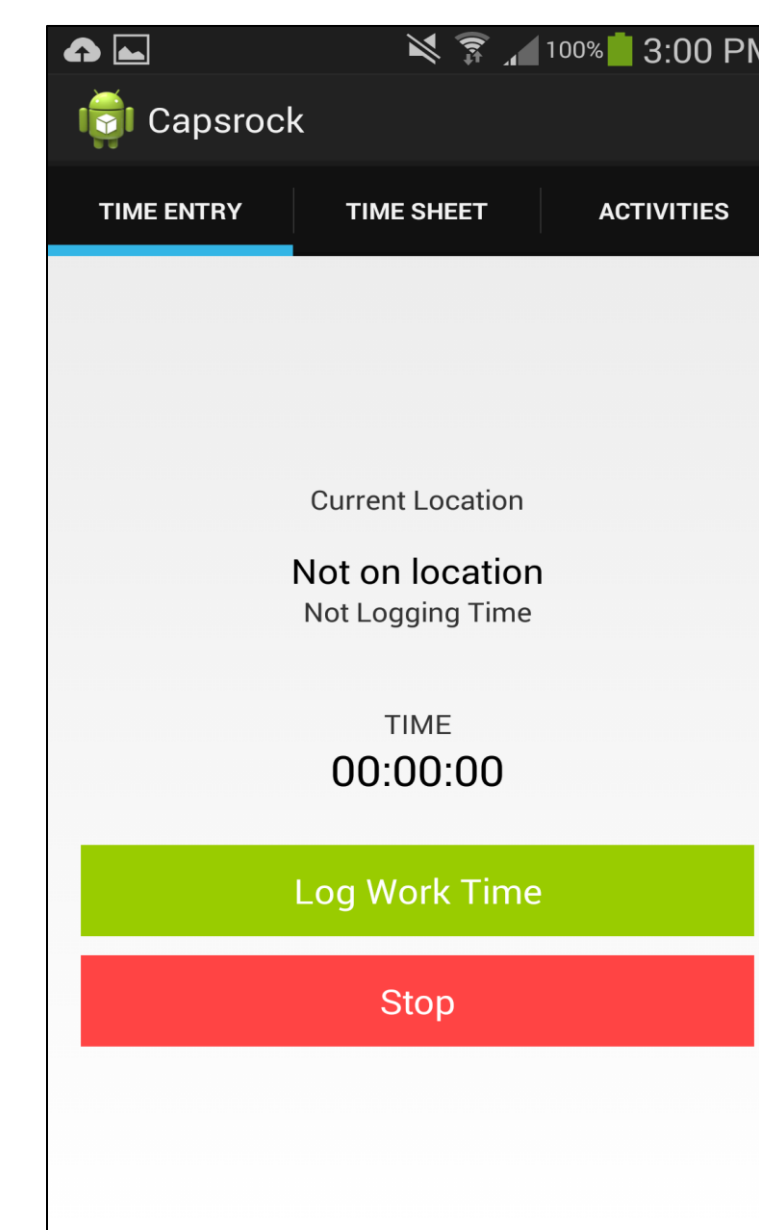 100% 3:00 PM
Capsrock
TIME ENTRY TIME SHEET ACTIVITIES
Current Location
Not on location
Not Logging Time
TIME
00:00:00
Log Work Time
Stop